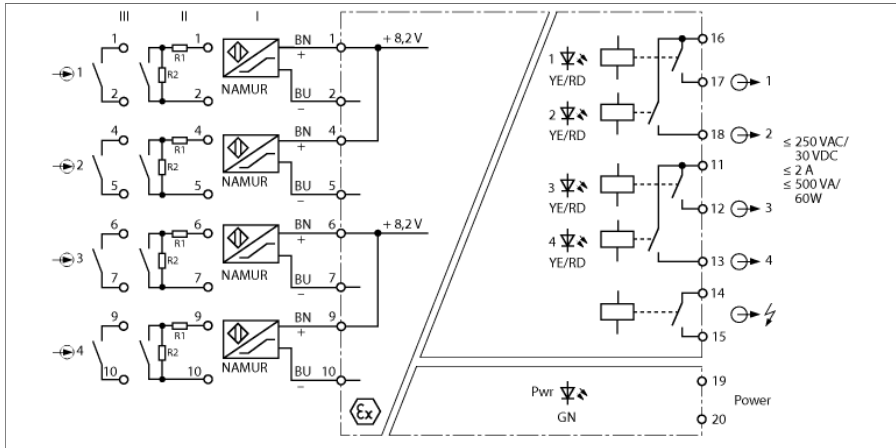 III II I
1 1 BN 1 + 8,2 V
+
R1
R2
1
NAMUR
2 2 BU 2
–
4 4 BN 4
+
R1
R2
2
NAMUR
5 5 BU 5
–
6 6 BN 6 + 8,2 V
+
R1
R2
3
NAMUR
7 7 BU 7
–
9 9 BN 9
+
R1
R2
4
NAMUR
10 10 BU 10
–
Ex
1
YE/RD
2
YE/RD
3
YE/RD
4
YE/RD
16
17 1
18 2
11
12 3
13 4
14
15
≤ 250 VAC/
30 VDC
≤ 2 A
≤ 500 VA/
60W
Pwr
GN
19
Power
20